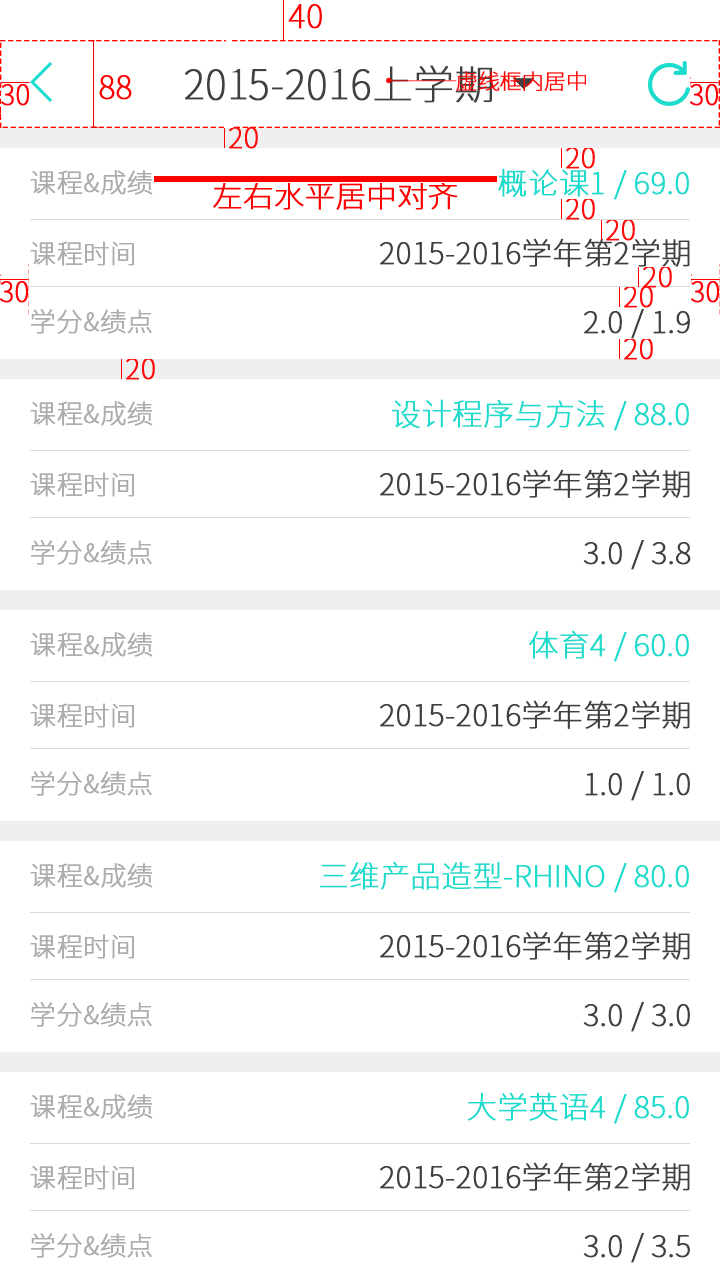 40
88
2015-2016上学期
虚线框内居中
30
30
20
课程&成绩
概论课1 / 69.0
20
左右水平居中对齐
20
20
课程时间
2015-2016学年第2学期
30
20
30
20
学分&绩点
2.0 / 1.9
20
20
课程&成绩
设计程序与方法 / 88.0
课程时间
2015-2016学年第2学期
学分&绩点
3.0 / 3.8
课程&成绩
体育4 / 60.0
课程时间
2015-2016学年第2学期
学分&绩点
1.0 / 1.0
课程&成绩
三维产品造型-RHINO / 80.0
课程时间
2015-2016学年第2学期
学分&绩点
3.0 / 3.0
课程&成绩
大学英语4 / 85.0
课程时间
2015-2016学年第2学期
学分&绩点
3.0 / 3.5